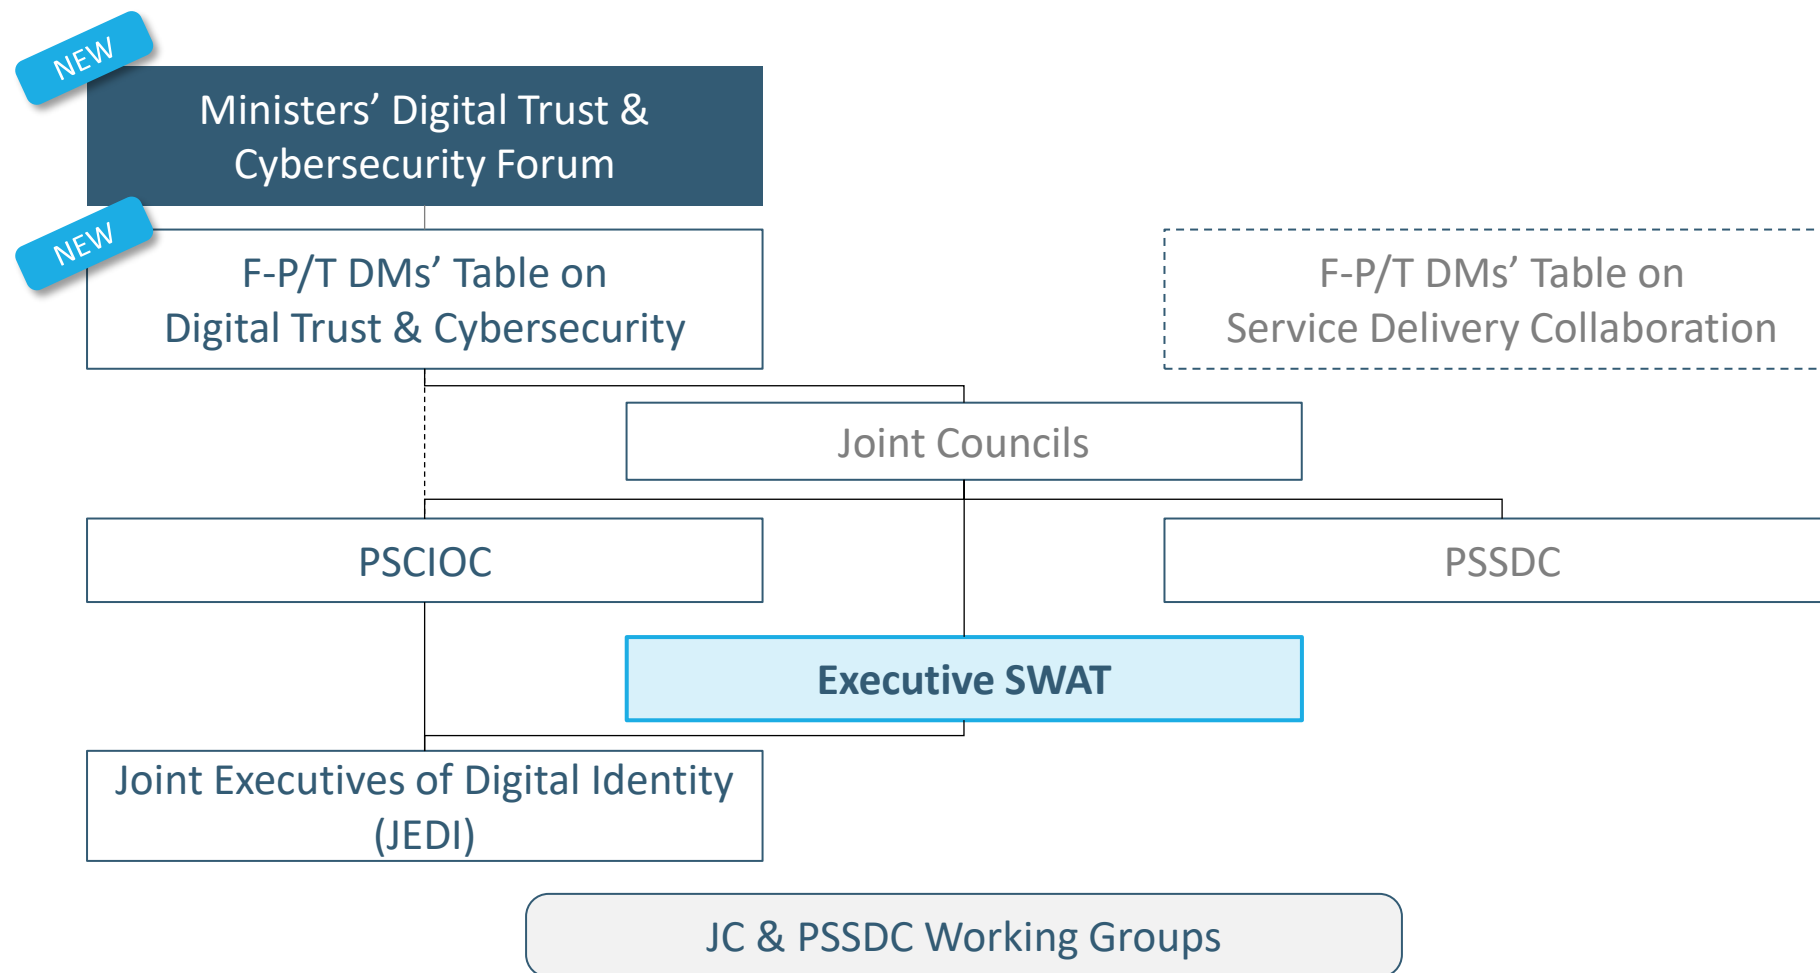 NEW
Ministers’ Digital Trust &
Cybersecurity Forum
NEW
F-P/T DMs’ Table on
Digital Trust & Cybersecurity
F-P/T DMs’ Table on
Service Delivery Collaboration
Joint Councils
PSCIOC
PSSDC
Executive SWAT
Joint Executives of Digital Identity
(JEDI)
JC & PSSDC Working Groups